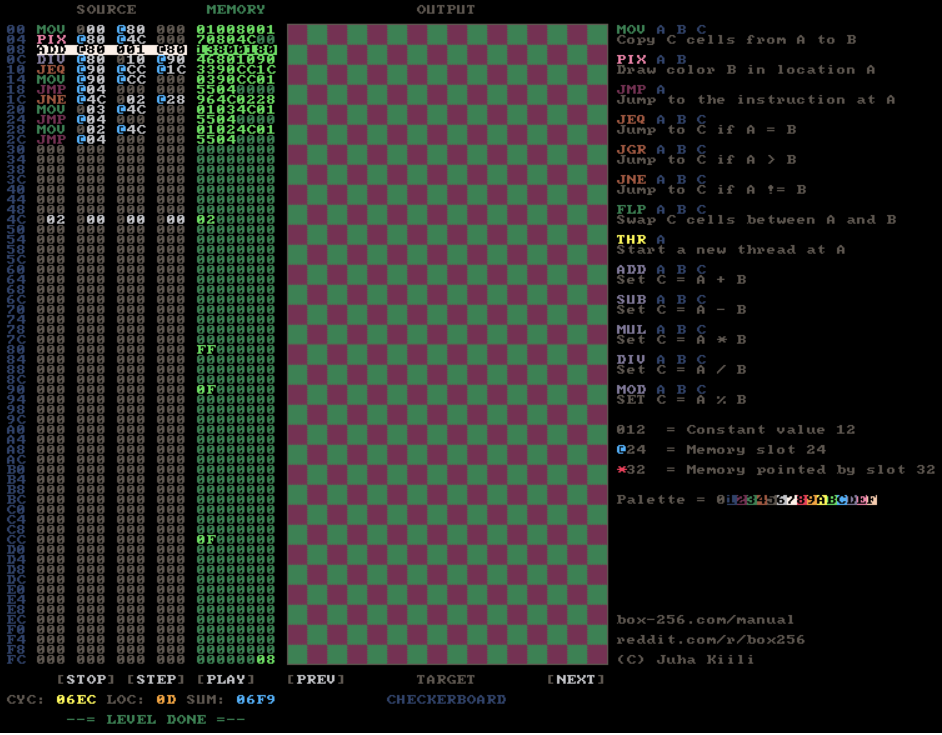 SOURCE MEMORY OUTPUT
00 MOV 000 @80 000 01008001
04 PIX @80 @4C 000 70804C00
08 ADD @80 001 @80 13800180
0C DIV @80 010 @90 46801090
10 JEQ @90 @CC @1C 3390CC1C
14 MOV @90 @CC 000 0390CC01
18 JMP @04 000 000 55040000
1C JNE @4C 002 @28 964C0228
20 MOV 003 @4C 000 01034C01
24 JMP @04 000 000 55040000
28 MOV 002 @4C 000 01024C01
2C JMP @04 000 000 55040000
30 000 000 000 000 00000000
34 000 000 000 000 00000000
38 000 000 000 000 00000000
3C 000 000 000 000 00000000
40 000 000 000 000 00000000
44 000 000 000 000 00000000
48 000 000 000 000 00000000
4C 02 00 00 00 02000000
50 000 000 000 000 00000000
54 000 000 000 000 00000000
58 000 000 000 000 00000000
5C 000 000 000 000 00000000
60 000 000 000 000 00000000
64 000 000 000 000 00000000
68 000 000 000 000 00000000
6C 000 000 000 000 00000000
70 000 000 000 000 00000000
74 000 000 000 000 00000000
78 000 000 000 000 00000000
7C 000 000 000 000 00000000
80 000 000 000 000 FF000000
84 000 000 000 000 00000000
88 000 000 000 000 00000000
8C 000 000 000 000 00000000
90 000 000 000 000 0F000000
94 000 000 000 000 00000000
98 000 000 000 000 00000000
9C 000 000 000 000 00000000
A0 000 000 000 000 00000000
A4 000 000 000 000 00000000
A8 000 000 000 000 00000000
AC 000 000 000 000 00000000
B0 000 000 000 000 00000000
B4 000 000 000 000 00000000
B8 000 000 000 000 00000000
BC 000 000 000 000 00000000
C0 000 000 000 000 00000000
C4 000 000 000 000 00000000
C8 000 000 000 000 00000000
CC 000 000 000 000 0F000000
D0 000 000 000 000 00000000
D4 000 000 000 000 00000000
D8 000 000 000 000 00000000
DC 000 000 000 000 00000000
E0 000 000 000 000 00000000
E4 000 000 000 000 00000000
E8 000 000 000 000 00000000
EC 000 000 000 000 00000000
F0 000 000 000 000 00000000
F4 000 000 000 000 00000000
F8 000 000 000 000 00000000
FC 000 000 000 000 00000008
MOV A B C
Copy C cells from A to B
PIX A B
Draw color B in location A
JMP A
Jump to the instruction at A
JEQ A B C
Jump to C if A = B
JGR A B C
Jump to C if A > B
JNE A B C
Jump to C if A != B
FLP A B C
Swap C cells between A and B
THR A
Start a new thread at A
ADD A B C
Set C = A + B
SUB A B C
Set C = A - B
MUL A B C
Set C = A * B
DIV A B C
Set C = A / B
MOD A B C
SET C = A % B
012 = Constant value 12
@24 = Memory slot 24
*32 = Memory pointed by slot 32
Palette = 0123456789ABCDEF
box-256.com/manual
reddit.com/r/box256
(C) Juha Kiili
[STOP] [STEP] [PLAY] [PREV] TARGET [NEXT]
CYC: 06EC LOC: 0D SUM: 06F9 CHECKERBOARD
--= LEVEL DONE =--